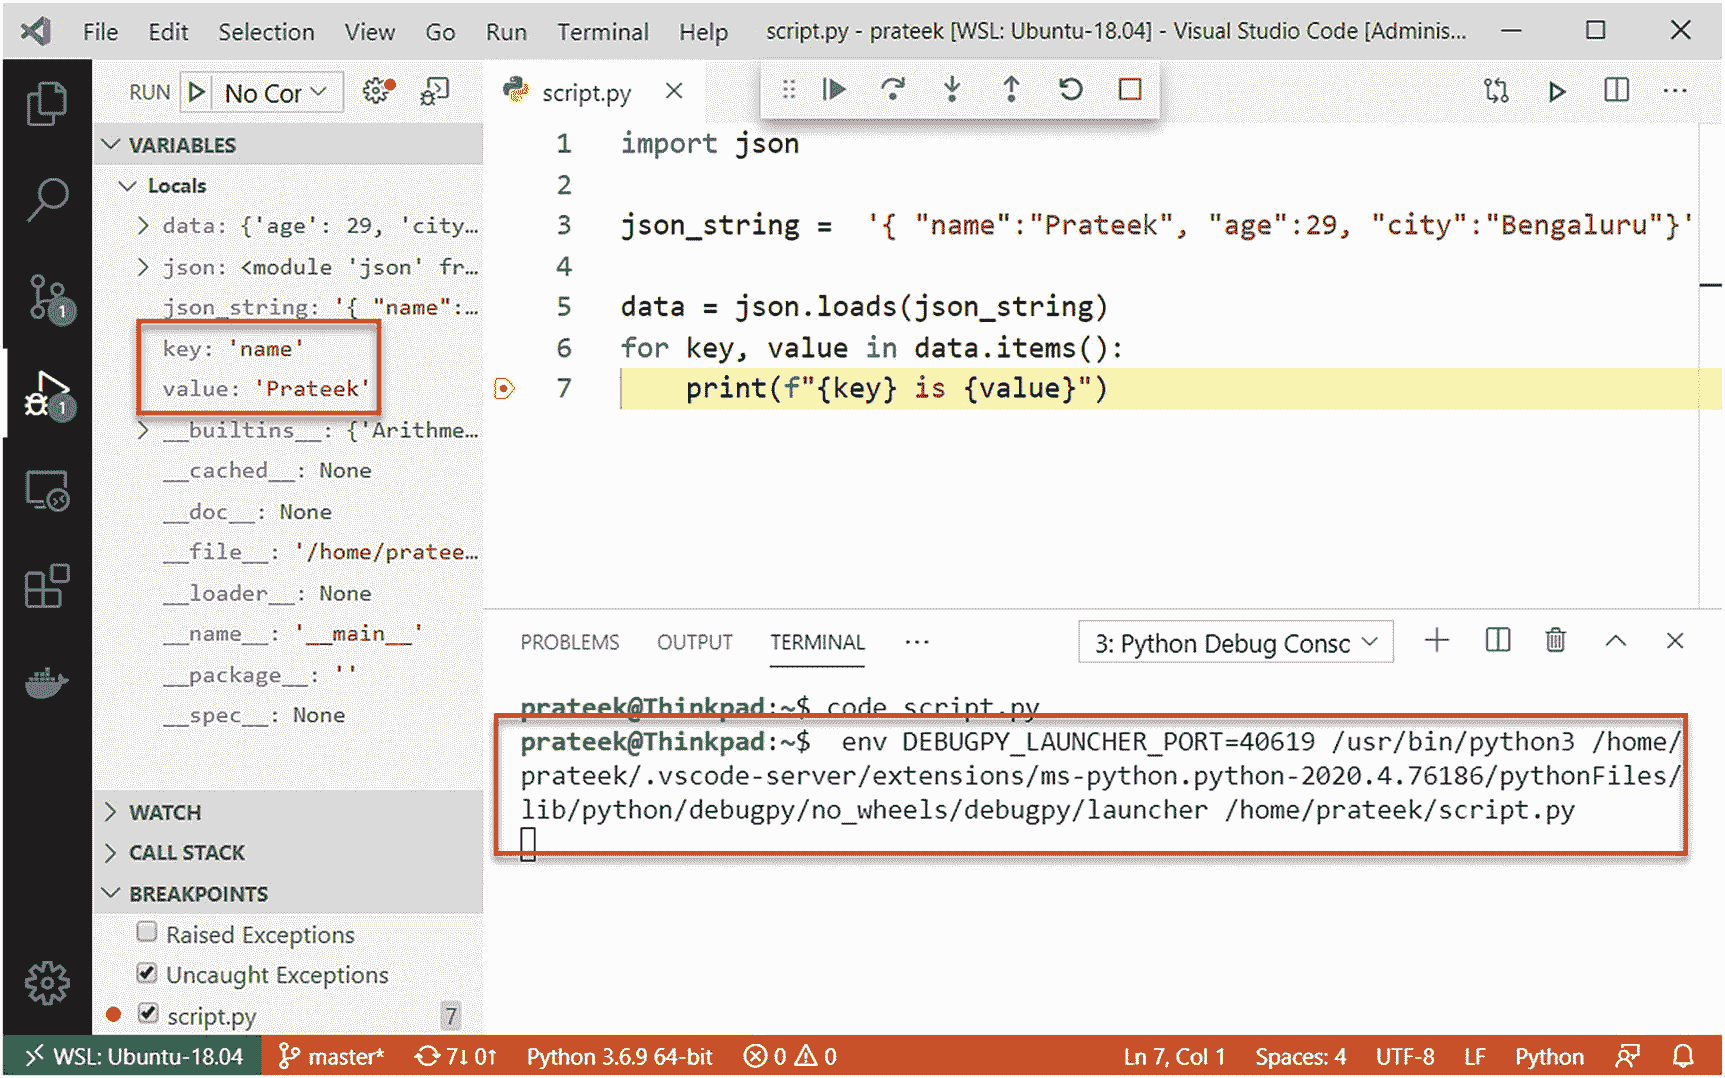 File Edit Selection View Go Run Terminal Help script.py - prateek [WSL: Ubuntu-18.04] - Visual Studio Code [Adminis...
RUN No Cor
VARIABLES
Locals
data: {'age': 29, 'city...
json: <module 'json' fr...
json_string: '{ "name":...
key: 'name'
value: 'Prateek'
__builtins__: {'Arithme...
__cached__: None
__doc__: None
__file__: '/home/pratee...
__loader__: None
__name__: '__main__'
__package__: ''
__spec__: None
WATCH
CALL STACK
BREAKPOINTS
Raised Exceptions
Uncaught Exceptions
script.py 7
1
1
script.py
1 import json
2
3 json_string =  '{ "name":"Prateek", "age":29, "city":"Bengaluru"}'
4
5 data = json.loads(json_string)
6 for key, value in data.items():
7     print(f"{key} is {value}")
PROBLEMS OUTPUT TERMINAL ... 3: Python Debug Consc
prateek@Thinkpad:~$ code script.py
prateek@Thinkpad:~$  env DEBUGPY_LAUNCHER_PORT=40619 /usr/bin/python3 /home/
prateek/.vscode-server/extensions/ms-python.python-2020.4.76186/pythonFiles/
lib/python/debugpy/no_wheels/debugpy/launcher /home/prateek/script.py
WSL: Ubuntu-18.04 master* 7↓ 0↑ Python 3.6.9 64-bit 0 0 Ln 7, Col 1 Spaces: 4 UTF-8 LF Python